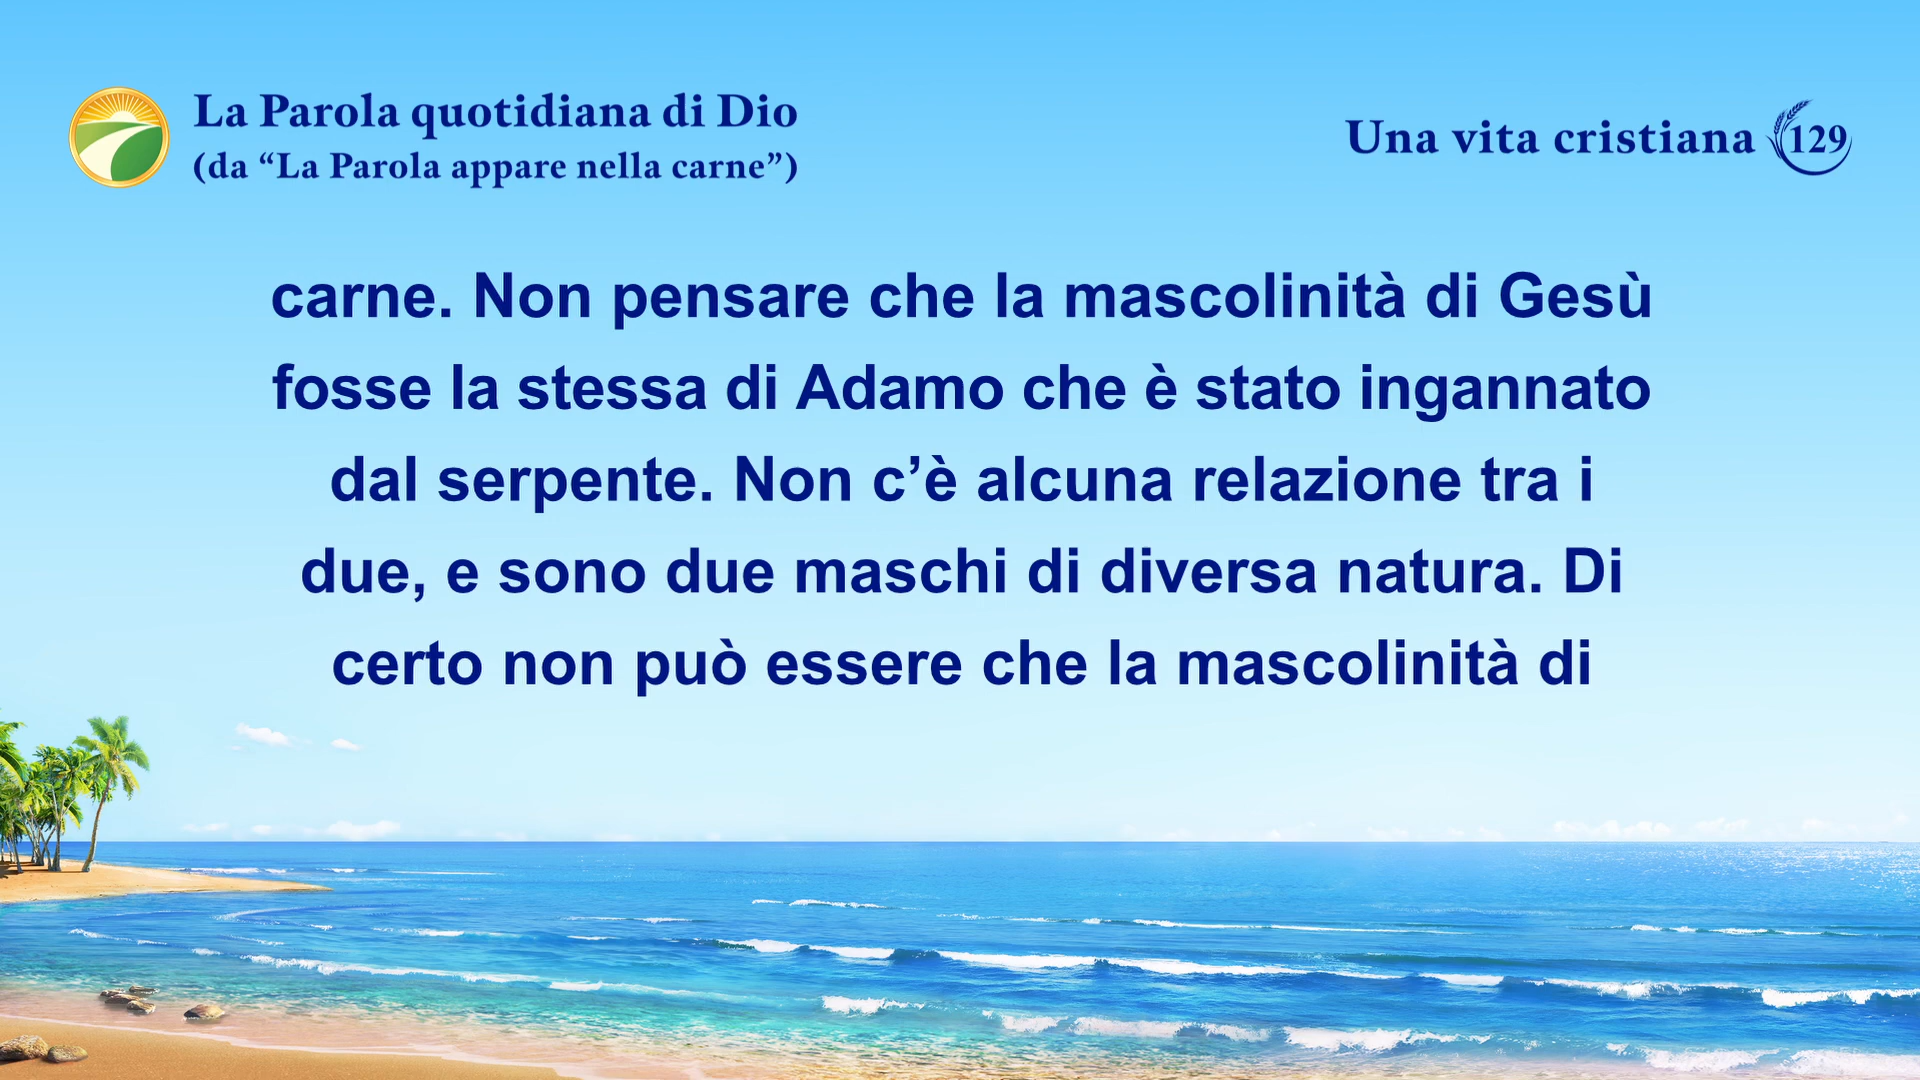 La Parola quotidiana di Dio
(da “La Parola appare nella carne”)
Una vita cristiana 129
carne. Non pensare che la mascolinità di Gesù
fosse la stessa di Adamo che è stato ingannato
dal serpente. Non c’è alcuna relazione tra i
due, e sono due maschi di diversa natura. Di
certo non può essere che la mascolinità di